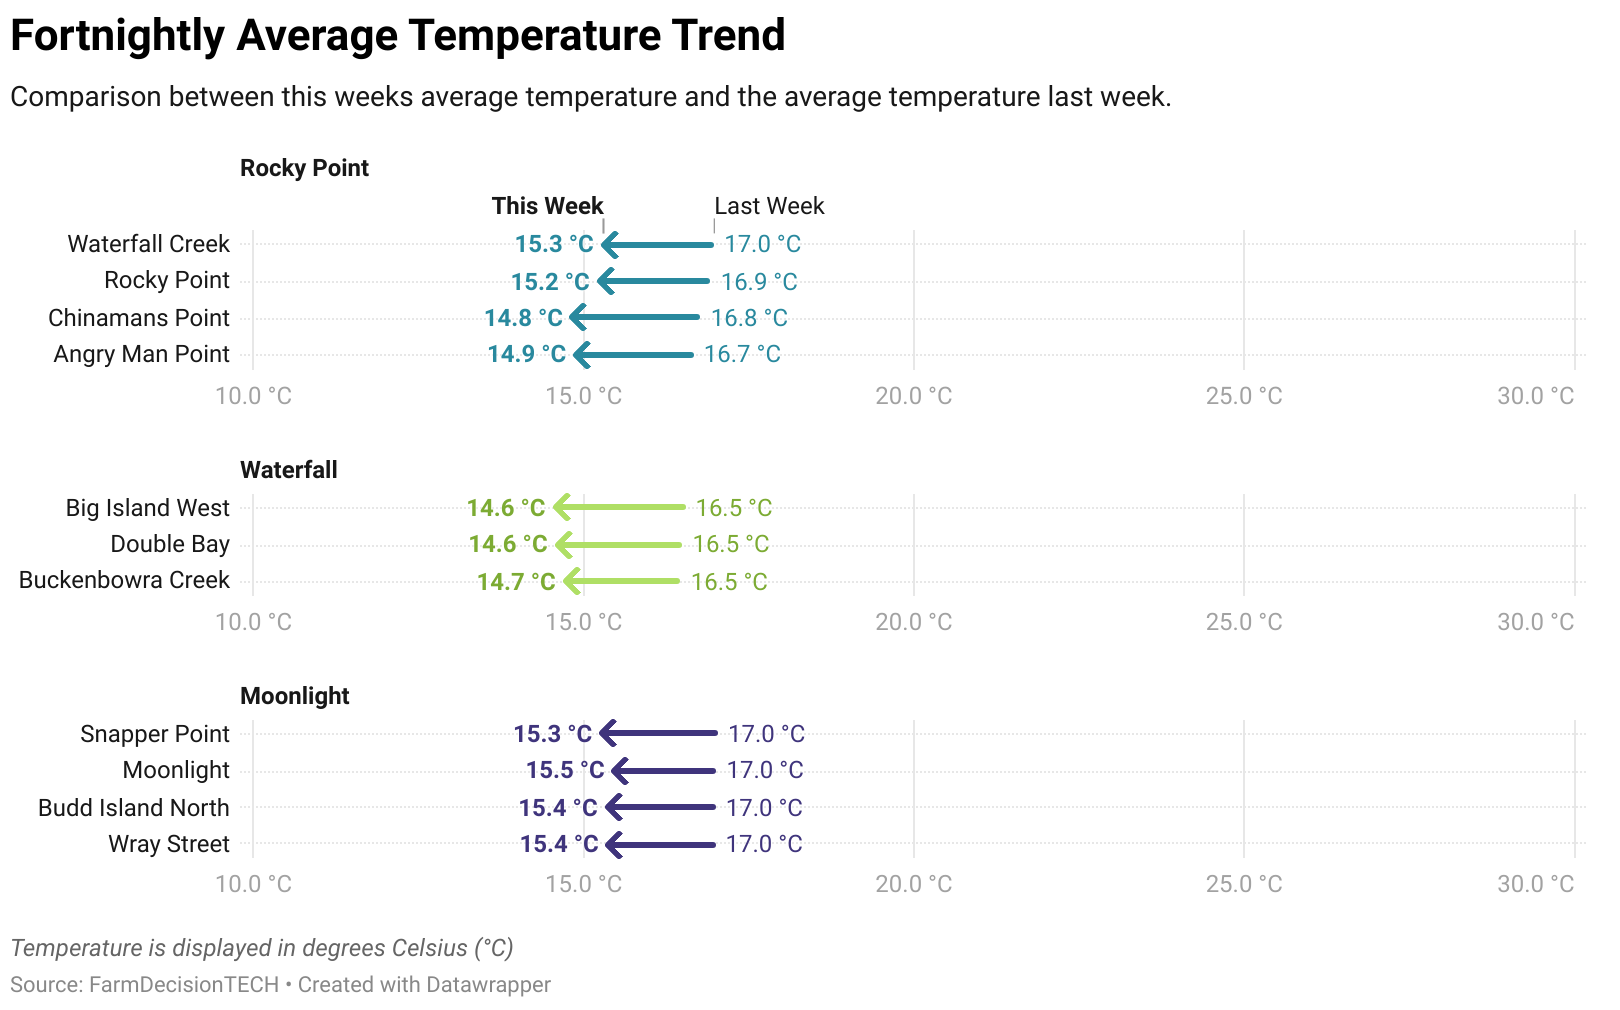 Fortnightly Average Temperature Trend
Comparison between this weeks average temperature and the average temperature last week.
Rocky Point
This Week Last Week
Waterfall Creek 15.3 °C 17.0 °C
Rocky Point 15.2 °C 16.9 °C
Chinamans Point 14.8 °C 16.8 °C
Angry Man Point 14.9 °C 16.7 °C
10.0 °C 15.0 °C 20.0 °C 25.0 °C 30.0 °C
Waterfall
Big Island West 14.6 °C 16.5 °C
Double Bay 14.6 °C 16.5 °C
Buckenbowra Creek 14.7 °C 16.5 °C
10.0 °C 15.0 °C 20.0 °C 25.0 °C 30.0 °C
Moonlight
Snapper Point 15.3 °C 17.0 °C
Moonlight 15.5 °C 17.0 °C
Budd Island North 15.4 °C 17.0 °C
Wray Street 15.4 °C 17.0 °C
10.0 °C 15.0 °C 20.0 °C 25.0 °C 30.0 °C
Temperature is displayed in degrees Celsius (°C)
Source: FarmDecisionTECH • Created with Datawrapper